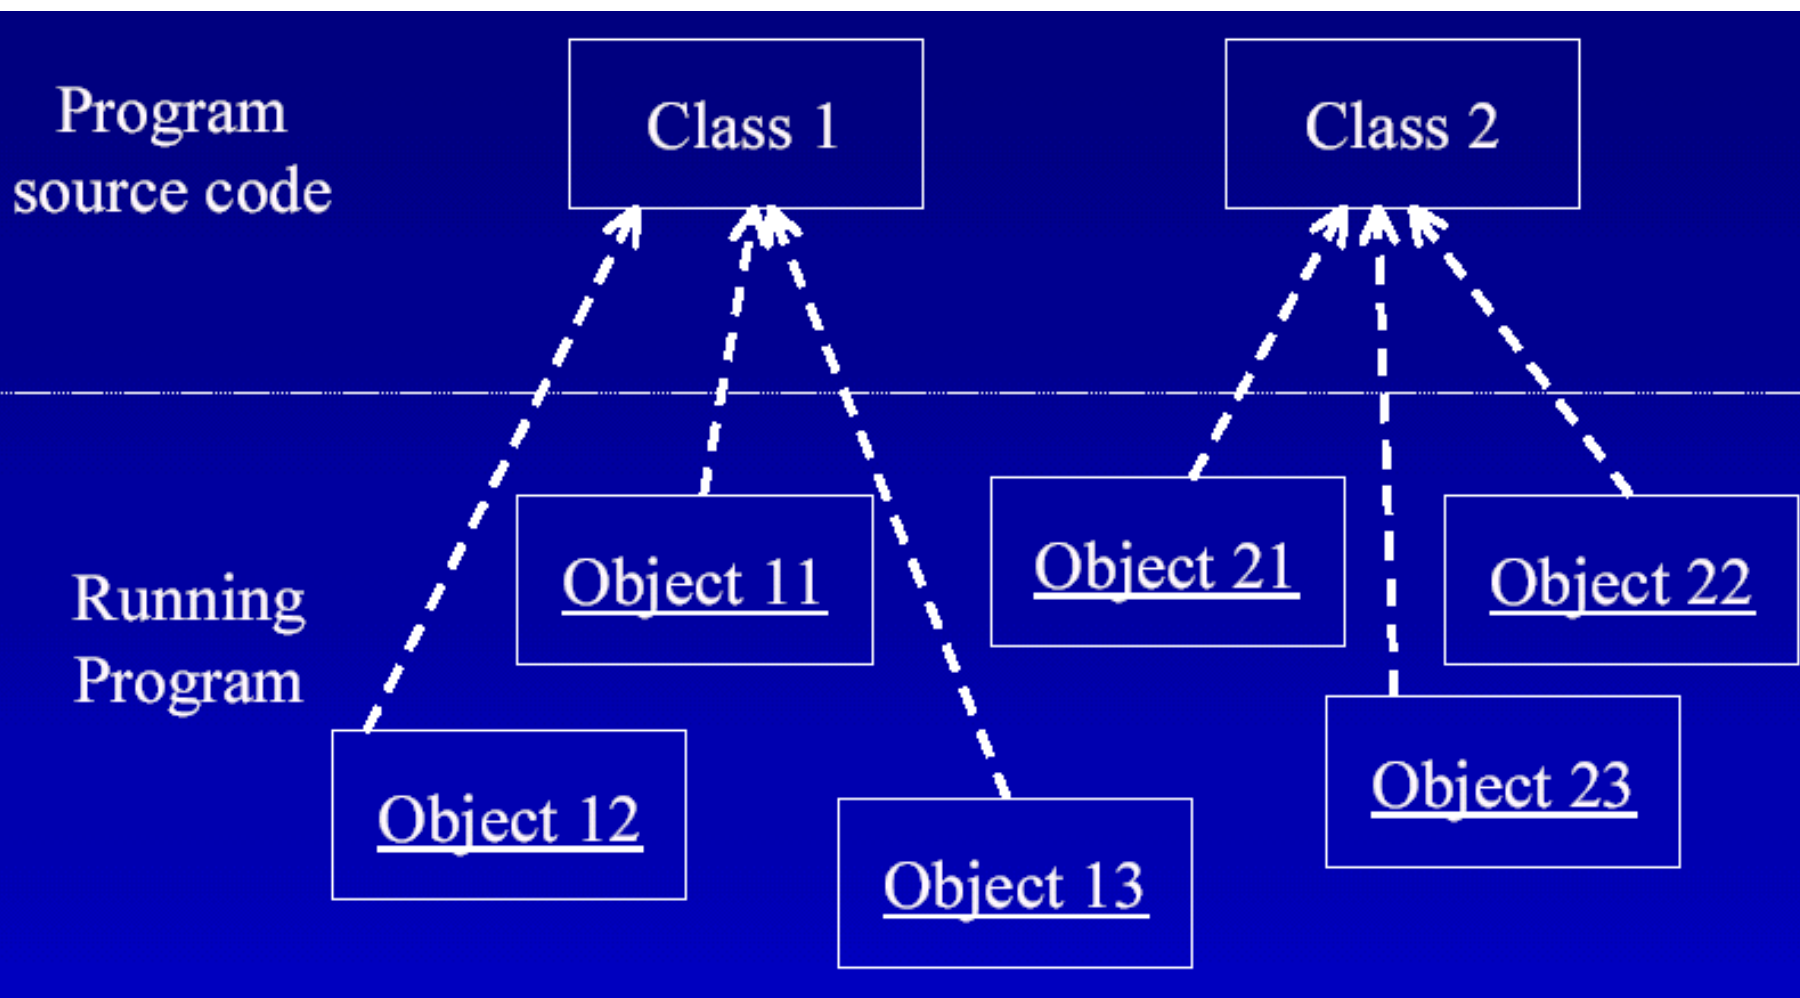 Program
source code
Class 1
Class 2
Running
Program
Object 11
Object 21
Object 22
Object 12
Object 13
Object 23